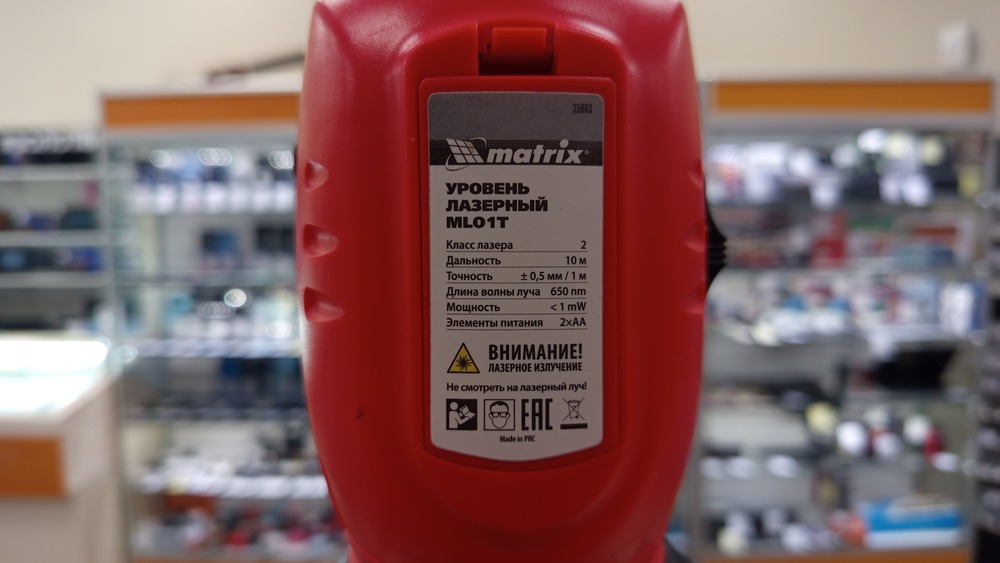 35003
matrix®
УРОВЕНЬ
ЛАЗЕРНЫЙ
ML01T
Класс лазера 2
Дальность 10 м
Точность ± 0,5 мм / 1 м
Длина волны луча 650 nm
Мощность < 1 mW
Элементы питания 2×AA
ВНИМАНИЕ!
ЛАЗЕРНОЕ ИЗЛУЧЕНИЕ
Не смотреть на лазерный луч!
EAC
Made in PRC